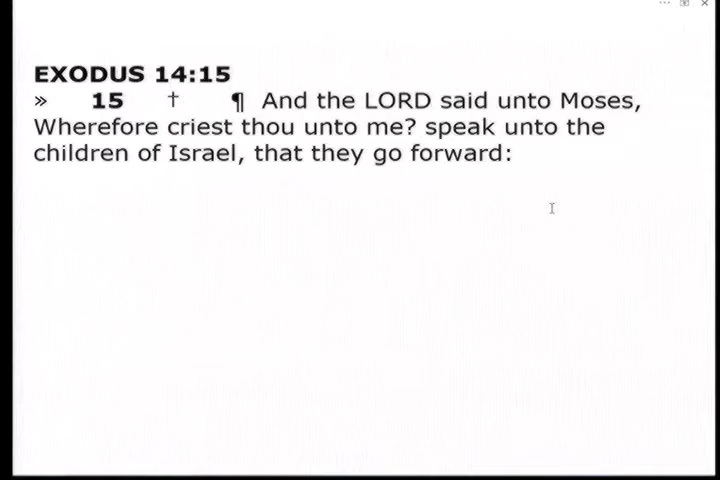 EXODUS 14:15
» 15 † ¶ And the LORD said unto Moses,
Wherefore criest thou unto me? speak unto the
children of Israel, that they go forward: